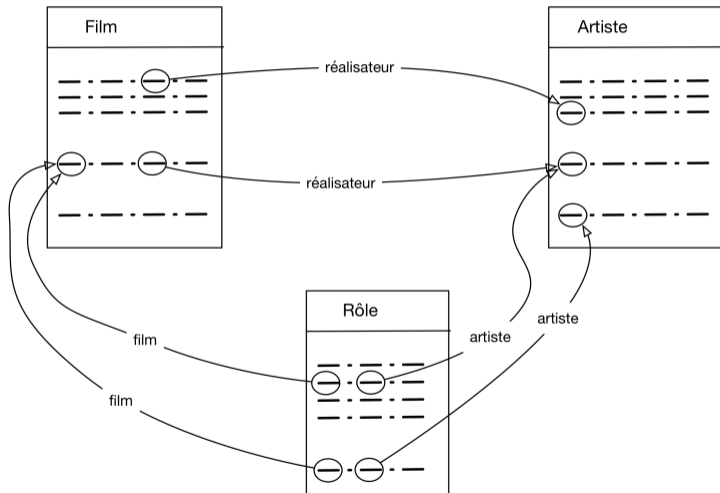 Film
Artiste
réalisateur
réalisateur
Rôle
film
artiste
artiste
film